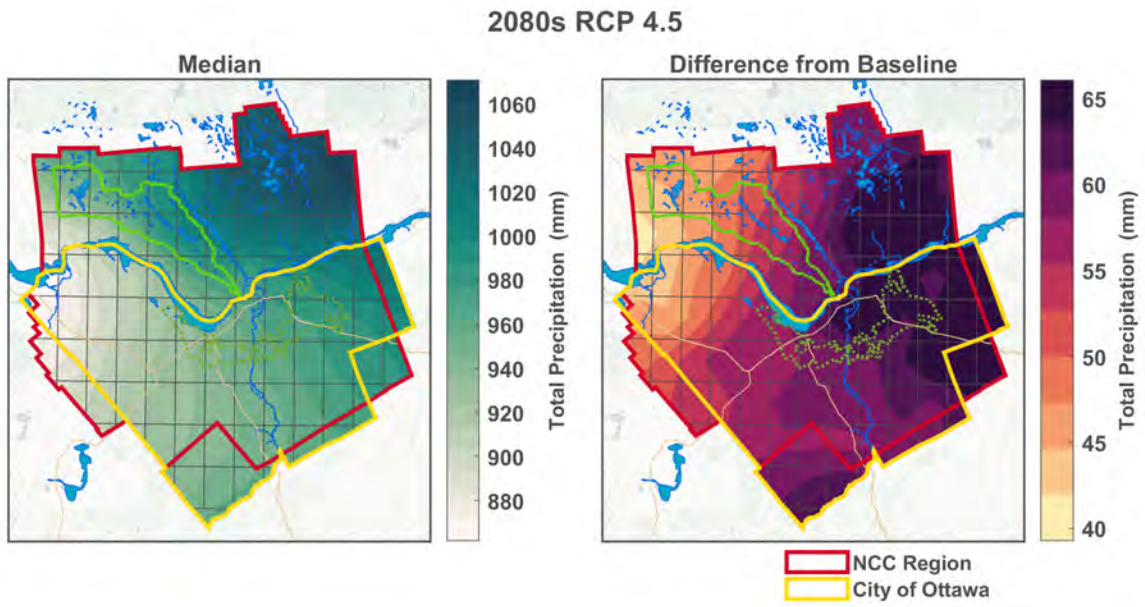 2080s RCP 4.5
Median
1060
1040
1020
1000
980
960
940
920
900
880
Total Precipitation (mm)
Difference from Baseline
65
60
55
50
45
40
Total Precipitation (mm)
NCC Region
City of Ottawa